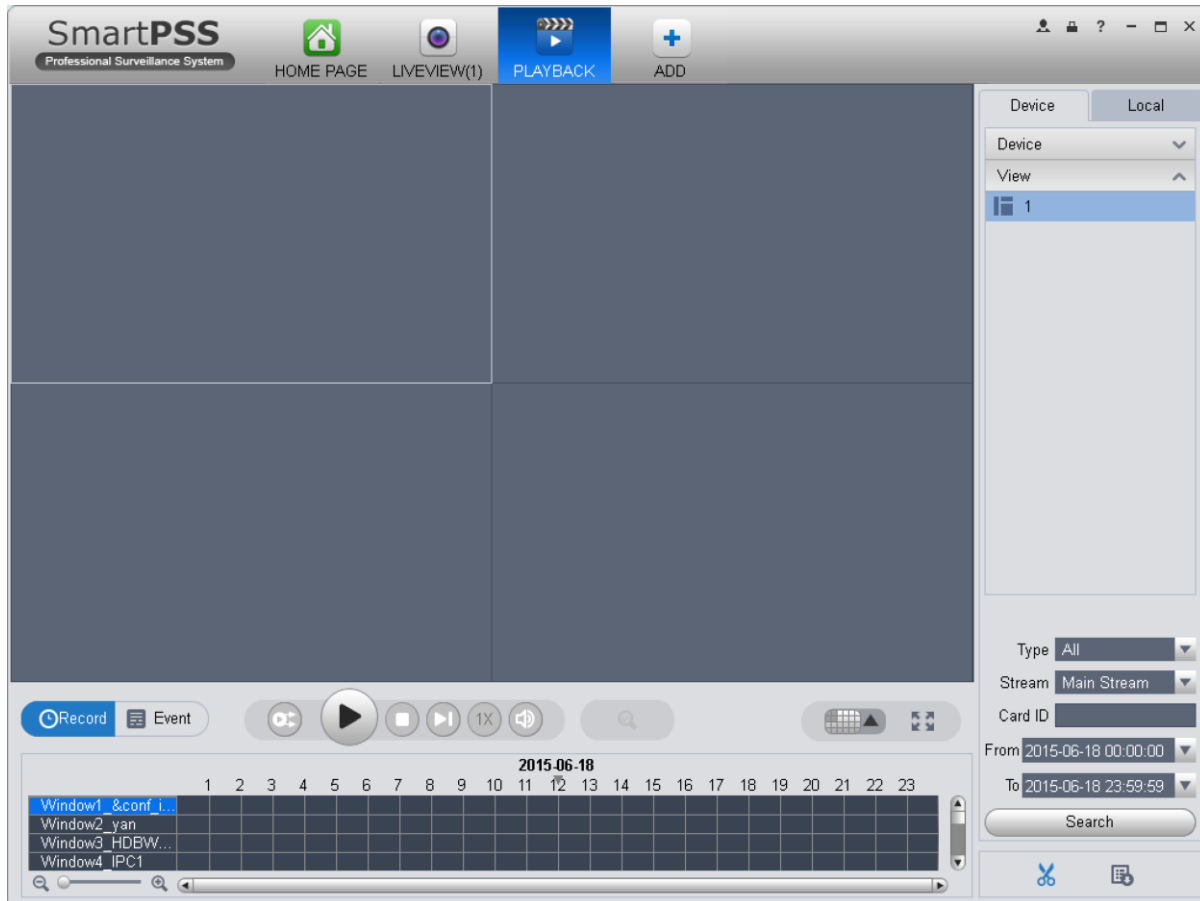 SmartPSS
Professional Surveillance System
HOME PAGE
LIVEVIEW(1)
PLAYBACK
ADD
Device
Local
Device
View
1
Type All
Stream Main Stream
Card ID
From 2015-06-18 00:00:00
To 2015-06-18 23:59:59
Search
Record
Event
1X
2015-06-18
1 2 3 4 5 6 7 8 9 10 11 12 13 14 15 16 17 18 19 20 21 22 23
Window1_&conf_i...
Window2_yan
Window3_HDBW...
Window4_IPC1